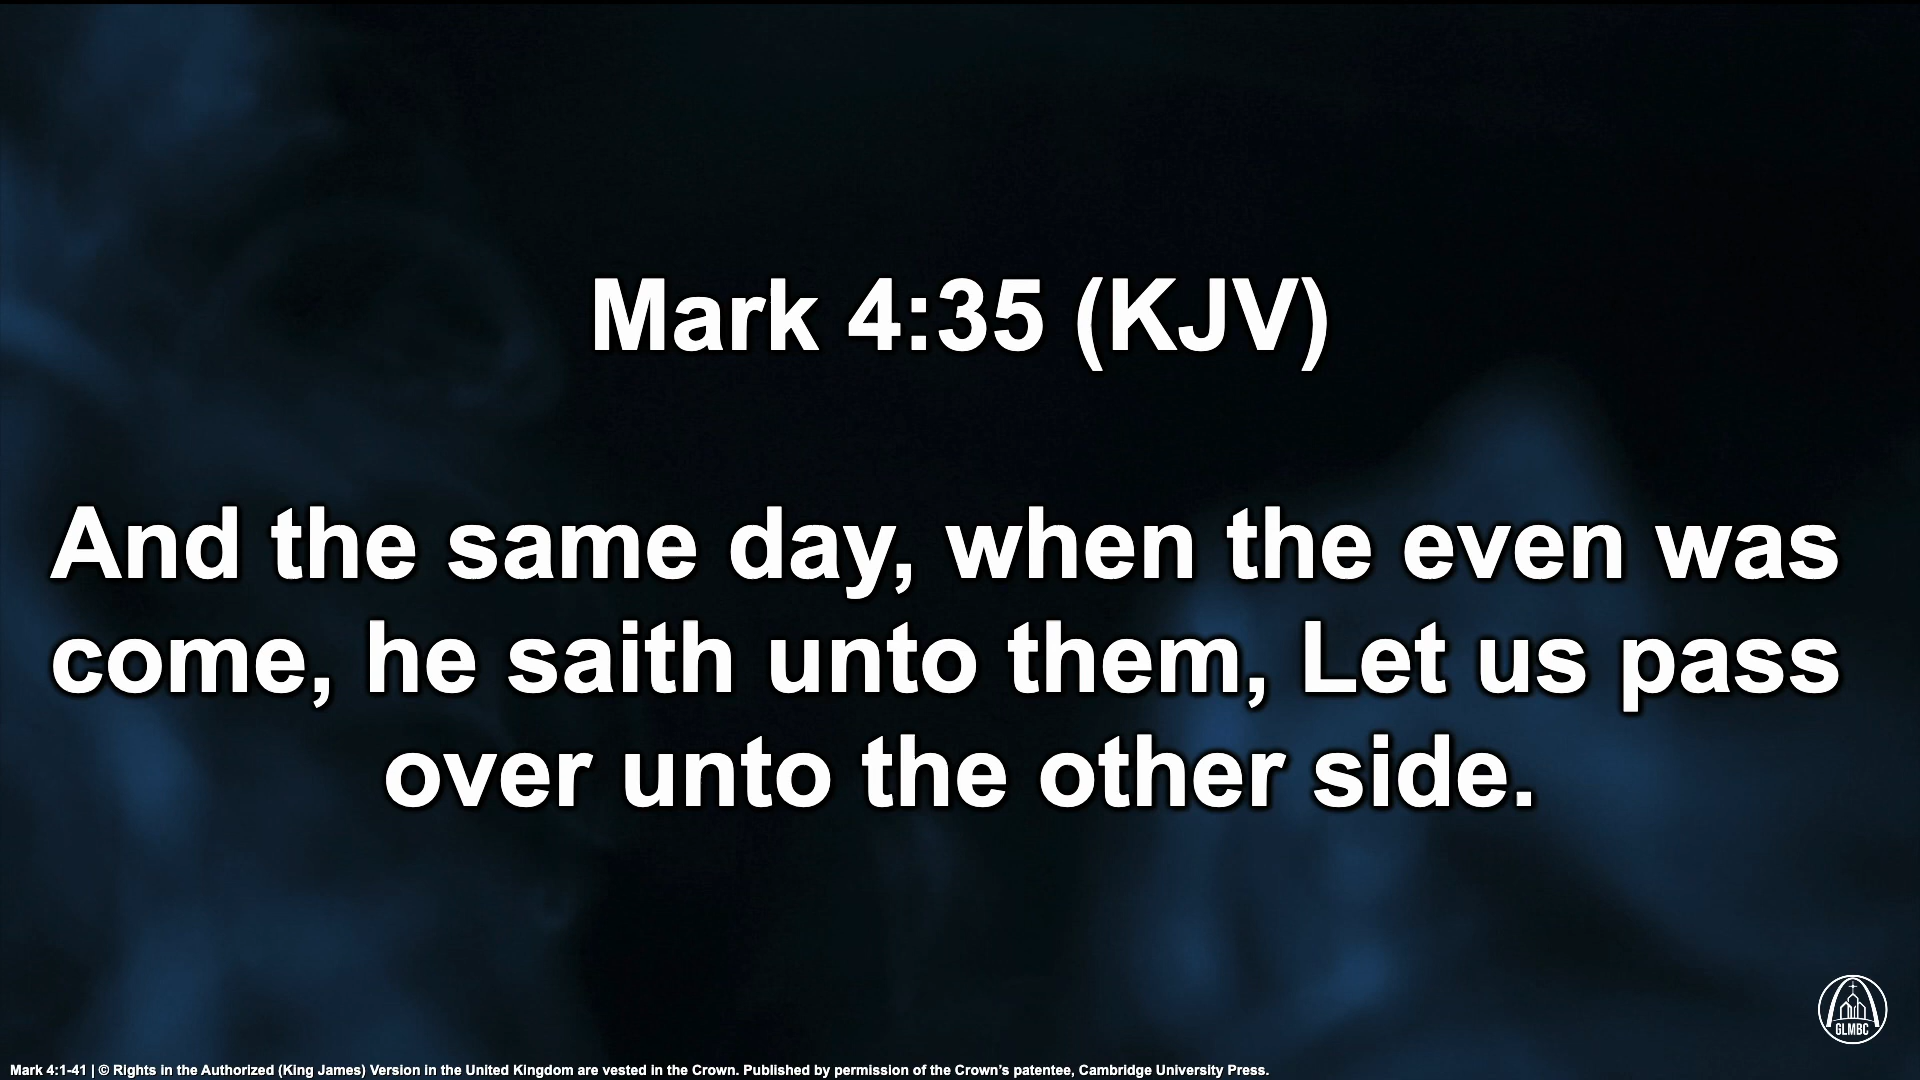 Mark 4:35 (KJV)
And the same day, when the even was
come, he saith unto them, Let us pass
over unto the other side.
GLMBC
Mark 4:1-41 | © Rights in the Authorized (King James) Version in the United Kingdom are vested in the Crown. Published by permission of the Crown’s patentee, Cambridge University Press.